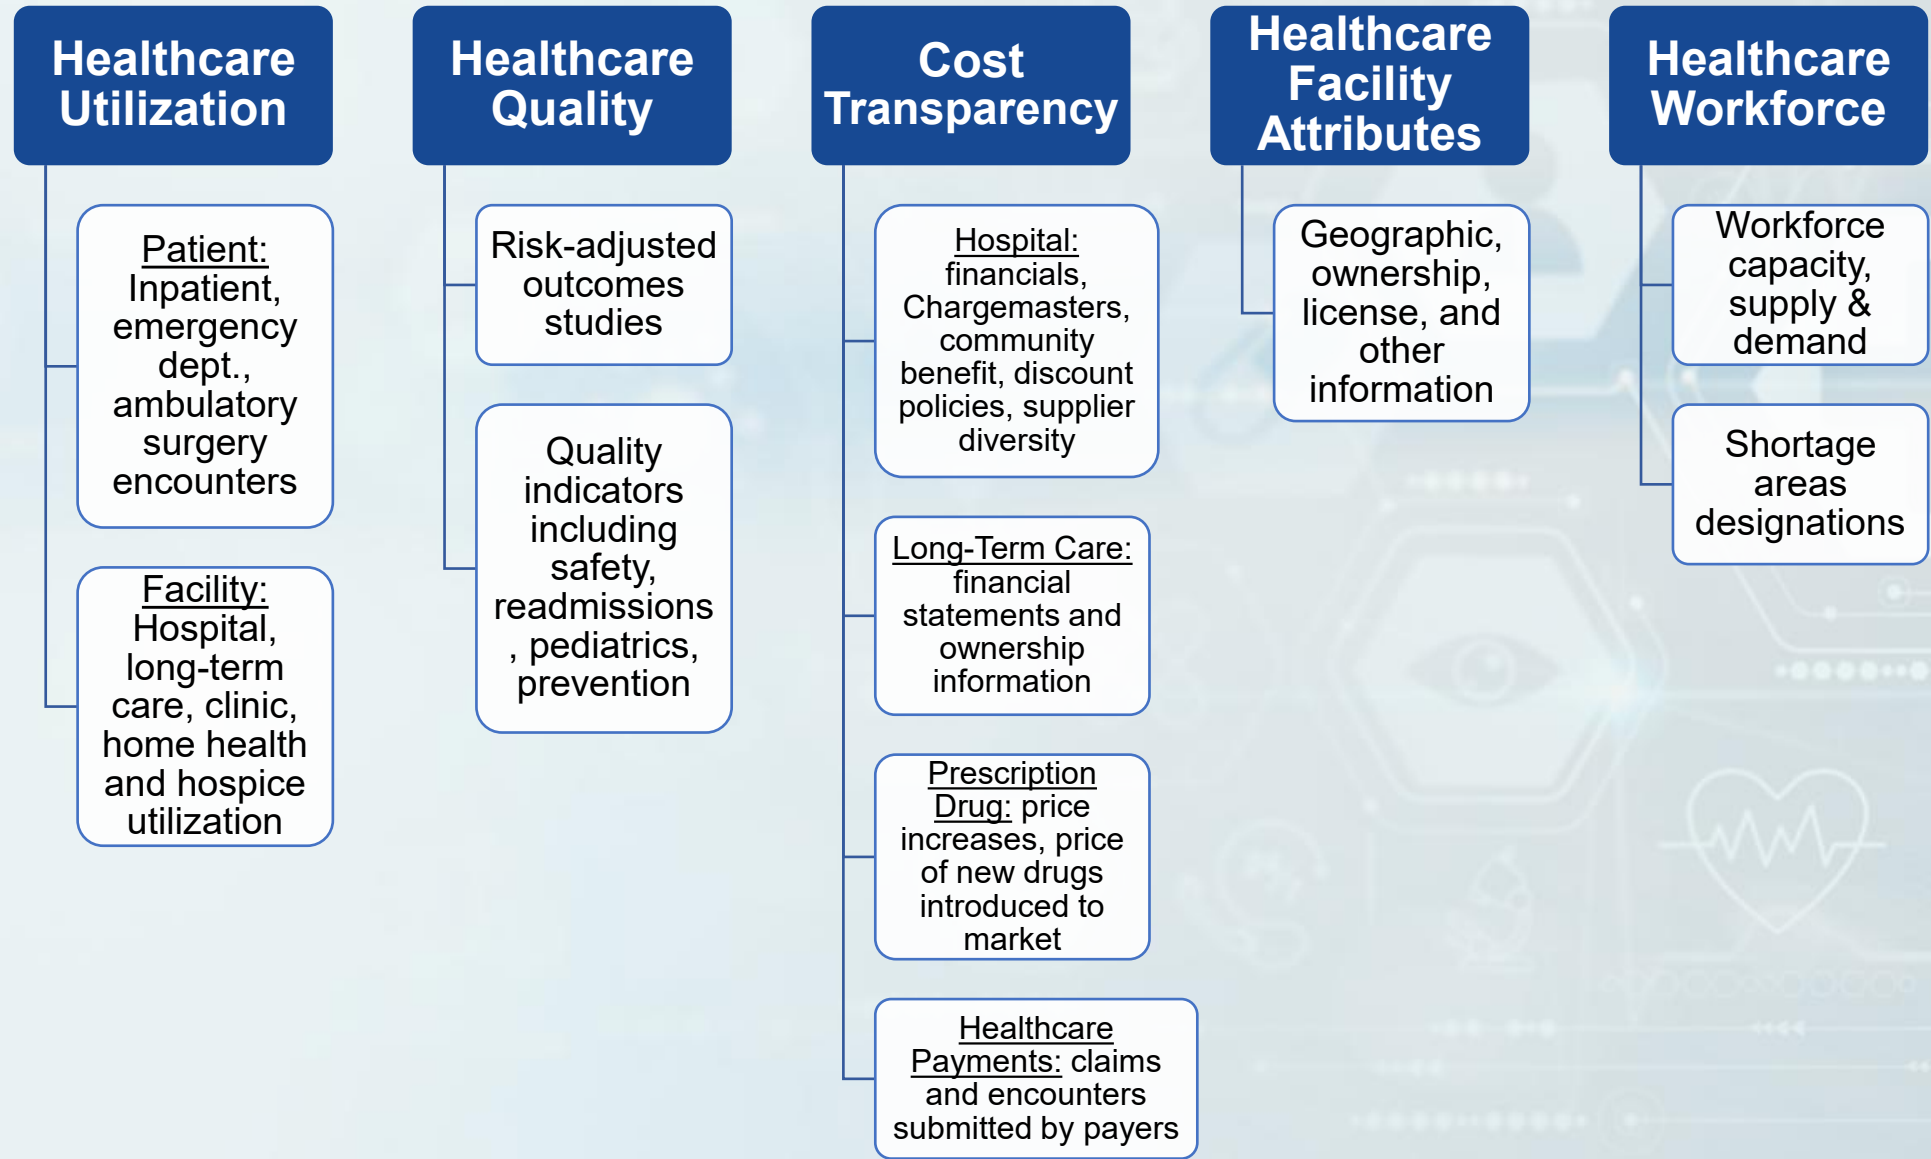 Healthcare
Utilization
Patient:
Inpatient,
emergency
dept.,
ambulatory
surgery
encounters
Facility:
Hospital,
long-term
care, clinic,
home health
and hospice
utilization
Healthcare
Quality
Risk-adjusted
outcomes
studies
Quality
indicators
including
safety,
readmissions
, pediatrics,
prevention
Cost
Transparency
Hospital:
financials,
Chargemasters,
community
benefit, discount
policies, supplier
diversity
Long-Term Care:
financial
statements and
ownership
information
Prescription
Drug: price
increases, price
of new drugs
introduced to
market
Healthcare
Payments: claims
and encounters
submitted by payers
Healthcare
Facility
Attributes
Geographic,
ownership,
license, and
other
information
Healthcare
Workforce
Workforce
capacity,
supply &
demand
Shortage
areas
designations